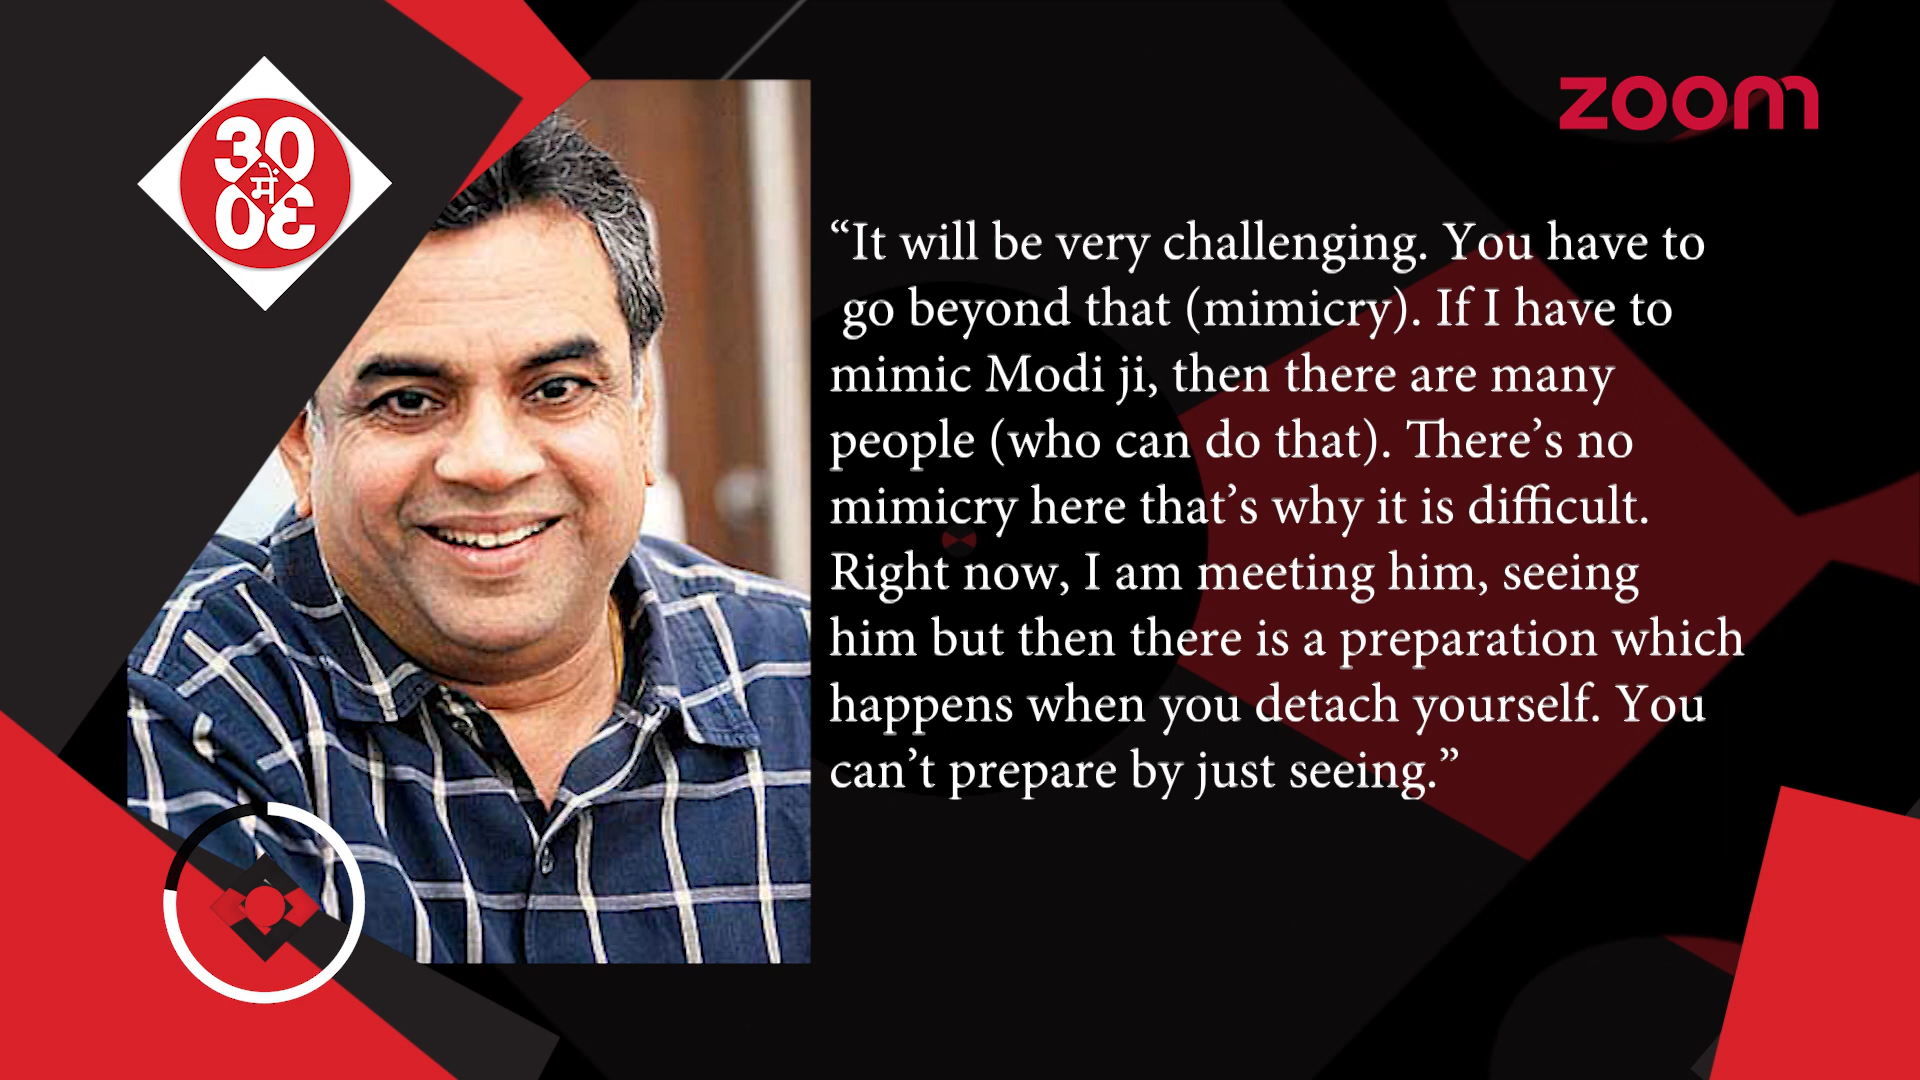 30
में
30
zoom
“It will be very challenging. You have to
go beyond that (mimicry). If I have to
mimic Modi ji, then there are many
people (who can do that). There’s no
mimicry here that’s why it is difficult.
Right now, I am meeting him, seeing
him but then there is a preparation which
happens when you detach yourself. You
can’t prepare by just seeing.”